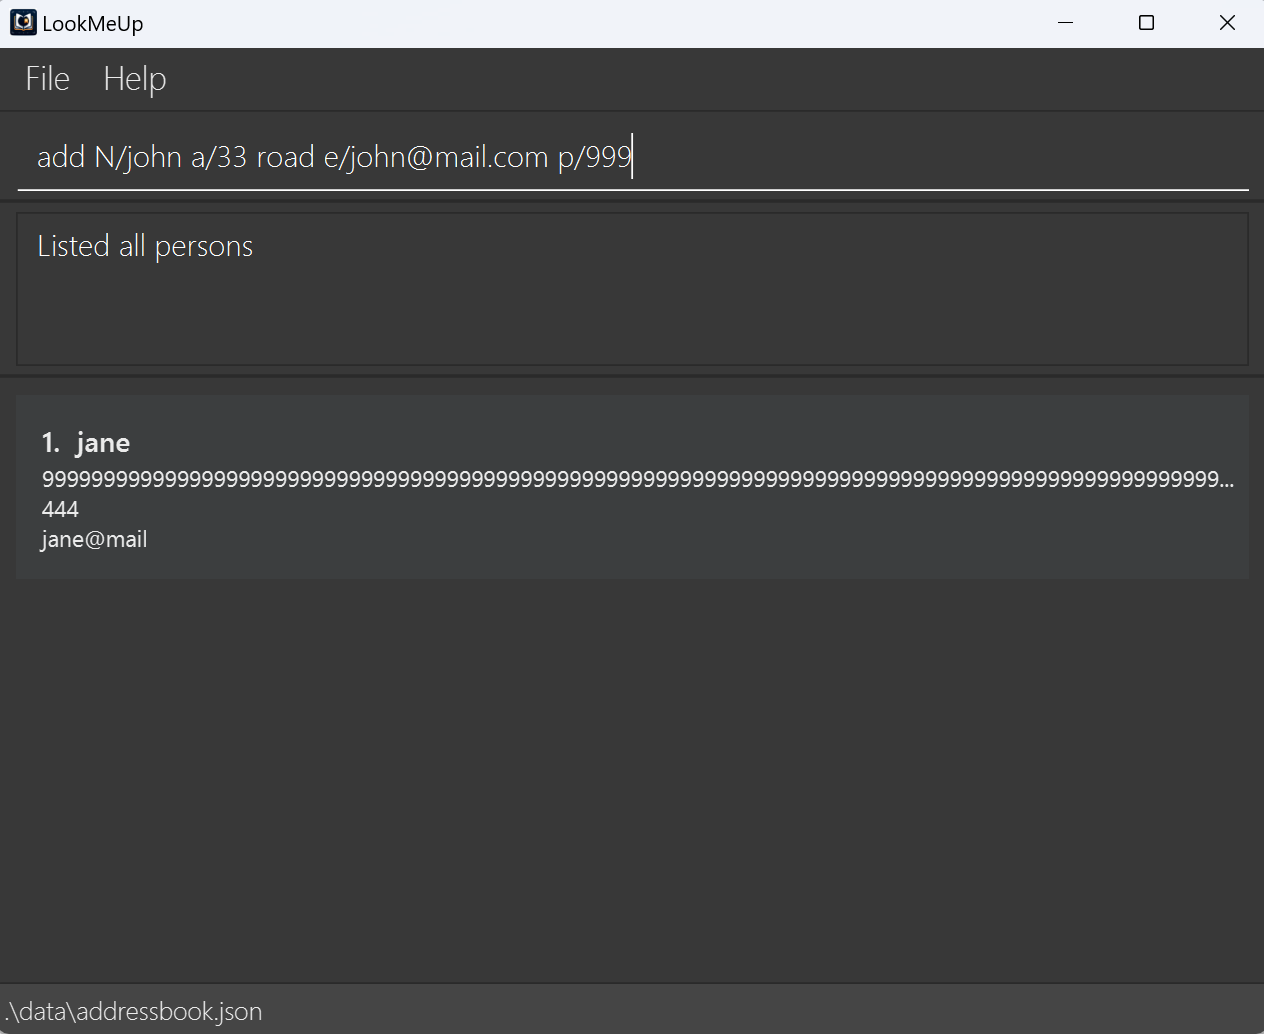 LookMeUp
File Help
add N/john a/33 road e/john@mail.com p/999
Listed all persons
1. jane
999999999999999999999999999999999999999999999999999999999999999999999999999999999999999999999999...
444
jane@mail
.\data\addressbook.json